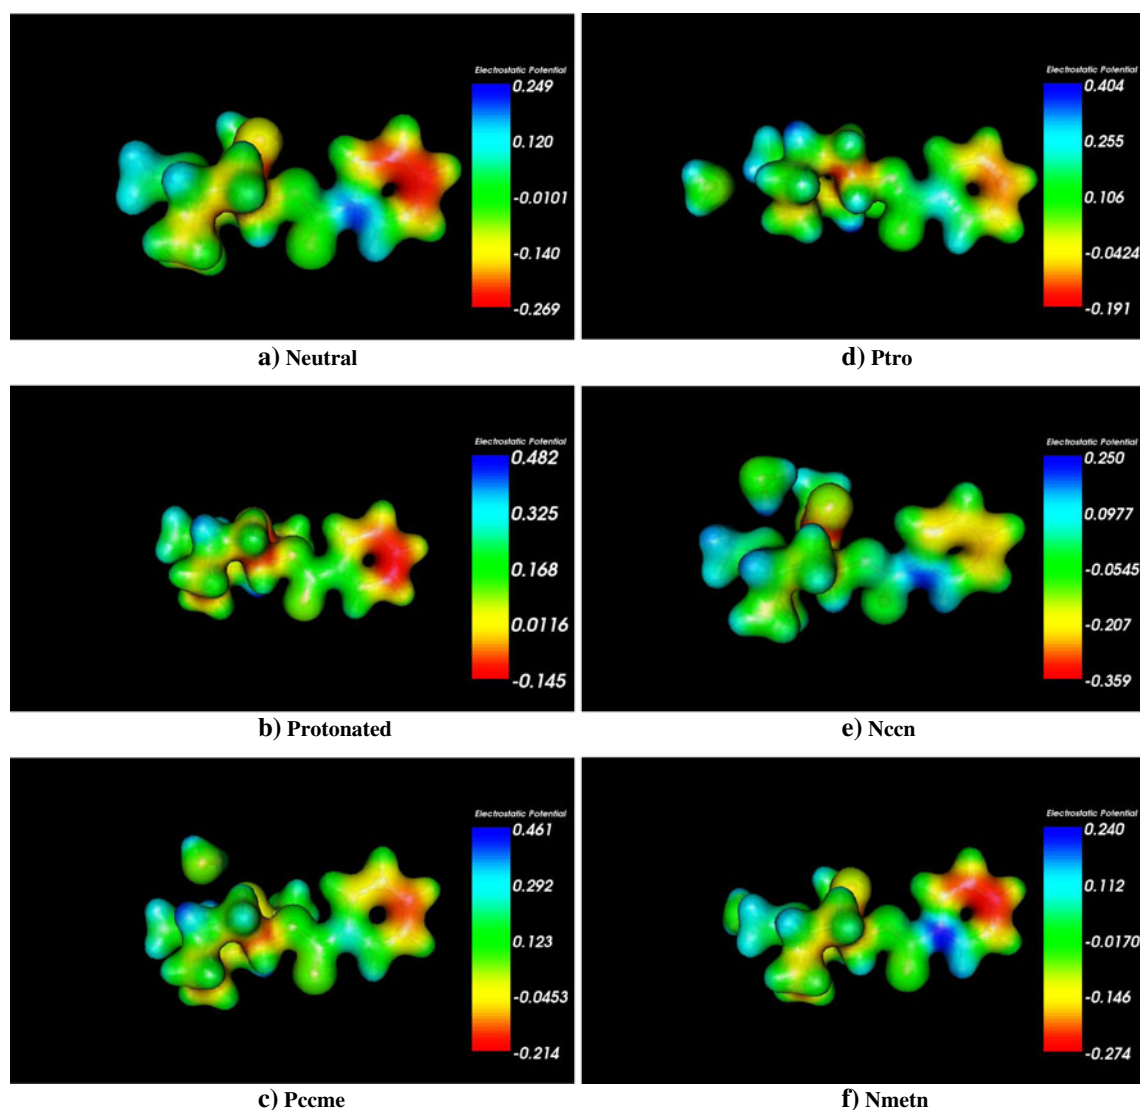 Electrostatic Potential
0.249
0.120
-0.0101
-0.140
-0.269
a) Neutral
Electrostatic Potential
0.404
0.255
0.106
-0.0424
-0.191
d) Ptro
Electrostatic Potential
0.482
0.325
0.168
0.0116
-0.145
b) Protonated
Electrostatic Potential
0.250
0.0977
-0.0545
-0.207
-0.359
e) Nccn
Electrostatic Potential
0.461
0.292
0.123
-0.0453
-0.214
c) Pccme
Electrostatic Potential
0.240
0.112
-0.0170
-0.146
-0.274
f) Nmetn